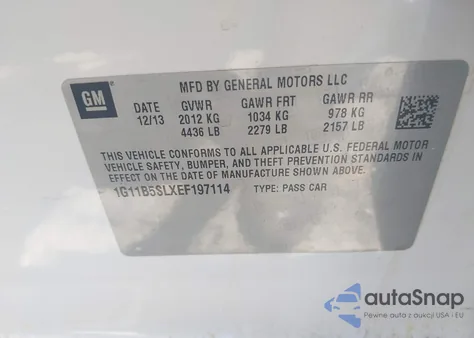 GM
MFD BY GENERAL MOTORS LLC
DATE GVWR GAWR FRT GAWR RR
12/13 2012 KG 1034 KG 978 KG
4436 LB 2279 LB 2157 LB
THIS VEHICLE CONFORMS TO ALL APPLICABLE U.S. FEDERAL MOTOR
VEHICLE SAFETY, BUMPER, AND THEFT PREVENTION STANDARDS IN
EFFECT ON THE DATE OF MANUFACTURE SHOWN ABOVE.
1G11B5SLXEF197114 TYPE: PASS CAR
autoSnap
Pewne auto z aukcji USA i EU